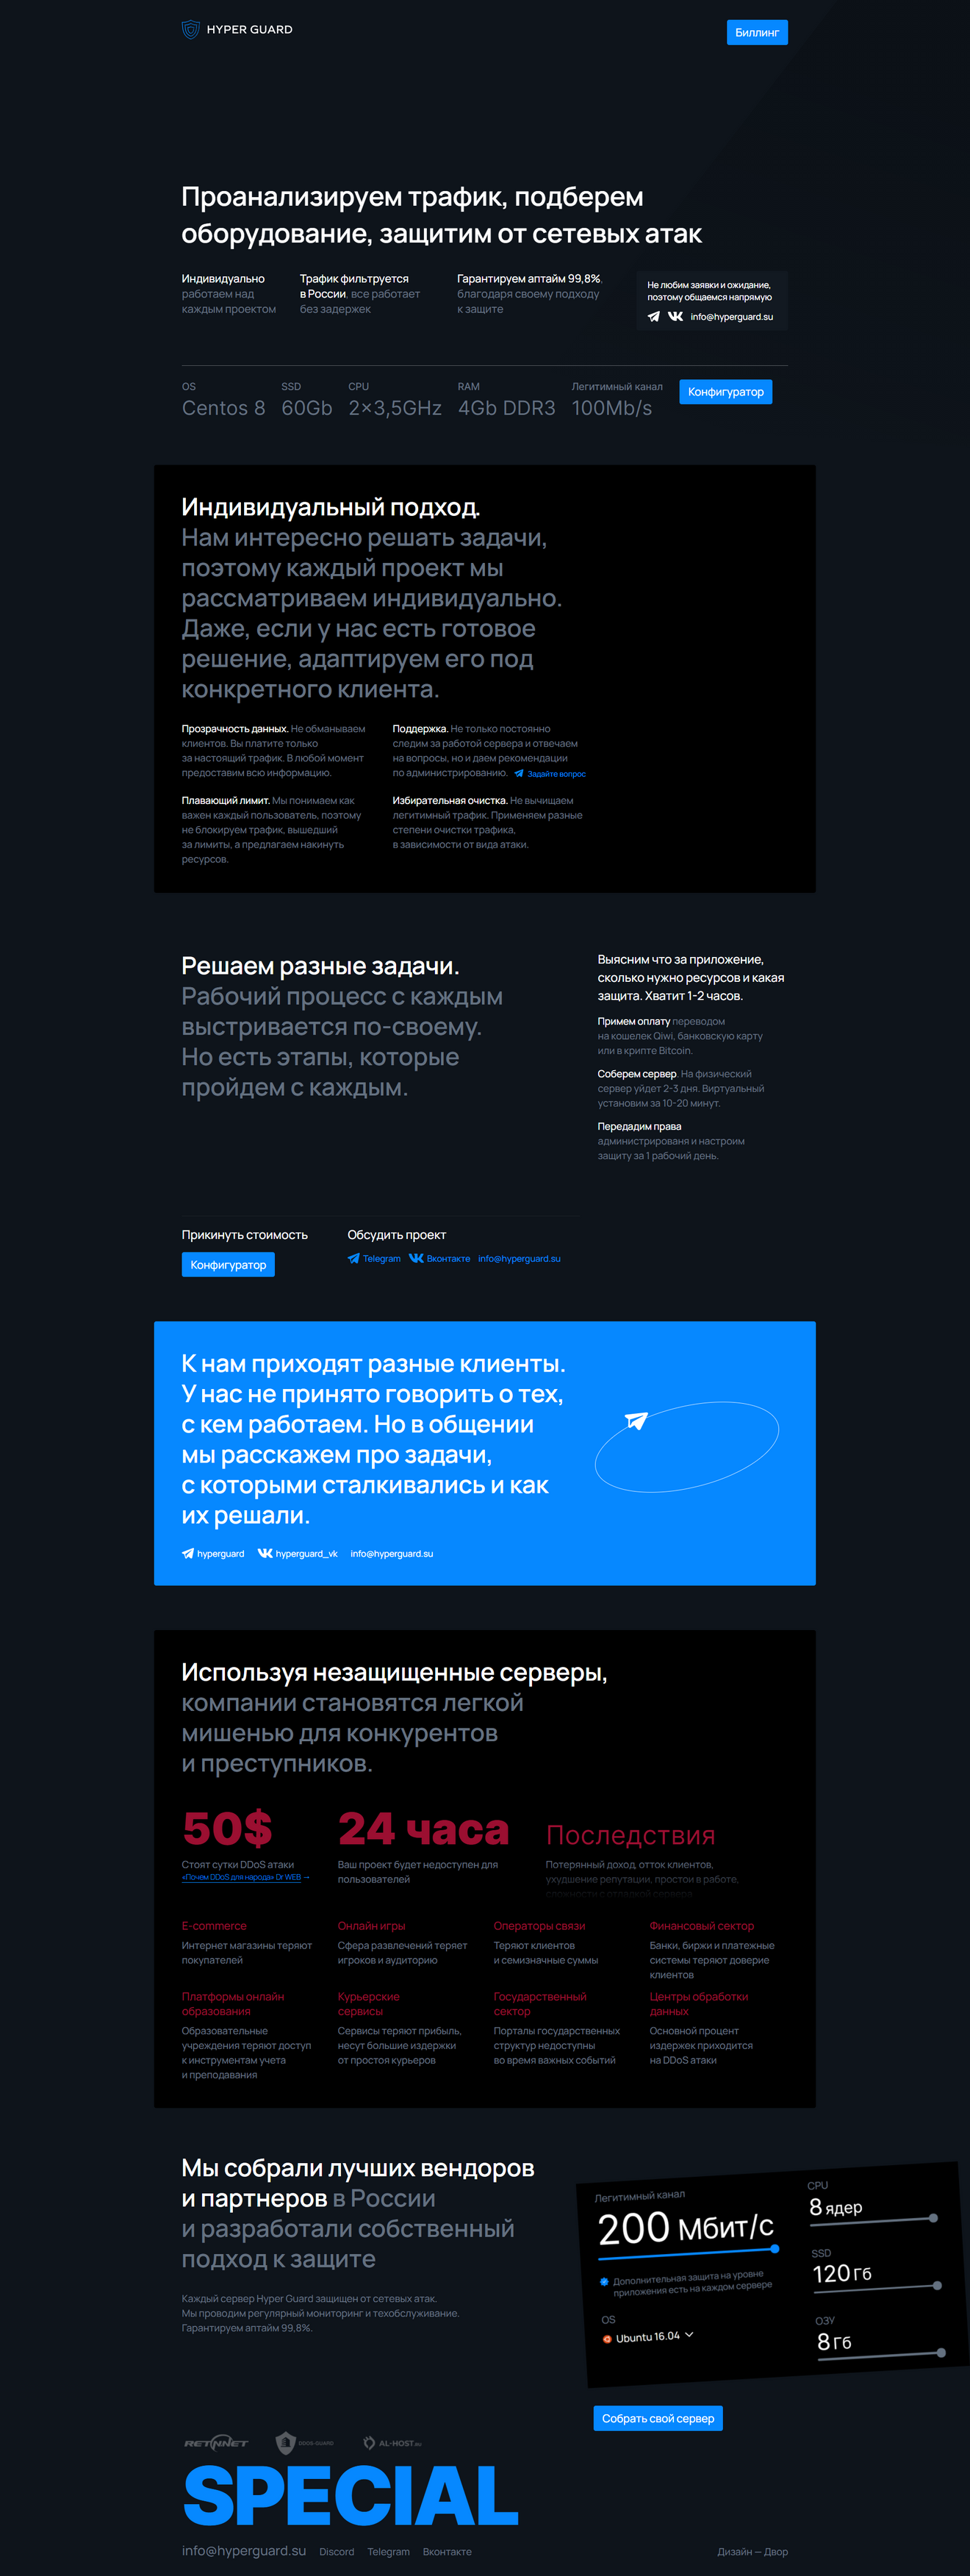 HYPER GUARD
Биллинг
Проанализируем трафик, подберем
оборудование, защитим от сетевых атак
Индивидуально
работаем над
каждым проектом
Трафик фильтруется
в России, все работает
без задержек
Гарантируем аптайм 99,8%,
благодаря своему подходу
к защите
Не любим заявки и ожидание,
поэтому общаемся напрямую
info@hyperguard.su
OS
Centos 8
SSD
60Gb
CPU
2×3,5GHz
RAM
4Gb DDR3
Легитимный канал
100Mb/s
Конфигуратор
Индивидуальный подход.
Нам интересно решать задачи,
поэтому каждый проект мы
рассматриваем индивидуально.
Даже, если у нас есть готовое
решение, адаптируем его под
конкретного клиента.
Прозрачность данных. Не обманываем
клиентов. Вы платите только
за настоящий трафик. В любой момент
предоставим всю информацию.
Поддержка. Не только постоянно
следим за работой сервера и отвечаем
на вопросы, но и даем рекомендации
по администрированию. Задайте вопрос
Плавающий лимит. Мы понимаем как
важен каждый пользователь, поэтому
не блокируем трафик, вышедший
за лимиты, а предлагаем накинуть
ресурсов.
Избирательная очистка. Не вычищаем
легитимный трафик. Применяем разные
степени очистки трафика,
в зависимости от вида атаки.
Решаем разные задачи.
Рабочий процесс с каждым
выстривается по-своему.
Но есть этапы, которые
пройдем с каждым.
Выясним что за приложение,
сколько нужно ресурсов и какая
защита. Хватит 1-2 часов.
Примем оплату переводом
на кошелек Qiwi, банковскую карту
или в крипте Bitcoin.
Соберем сервер. На физический
сервер уйдет 2-3 дня. Виртуальный
установим за 10-20 минут.
Передадим права
администрированя и настроим
защиту за 1 рабочий день.
Прикинуть стоимость
Конфигуратор
Обсудить проект
Telegram Вконтакте info@hyperguard.su
К нам приходят разные клиенты.
У нас не принято говорить о тех,
с кем работаем. Но в общении
мы расскажем про задачи,
с которыми сталкивались и как
их решали.
hyperguard hyperguard_vk info@hyperguard.su
Используя незащищенные серверы,
компании становятся легкой
мишенью для конкурентов
и преступников.
50$
Стоят сутки DDoS атаки
«Почем DDoS для народа» Dr WEB →
24 часа
Ваш проект будет недоступен для
пользователей
Последствия
Потерянный доход, отток клиентов,
ухудшение репутации, простои в работе,
сложности с отладкой сервера
E-commerce
Интернет магазины теряют
покупателей
Онлайн игры
Сфера развлечений теряет
игроков и аудиторию
Операторы связи
Теряют клиентов
и семизначные суммы
Финансовый сектор
Банки, биржи и платежные
системы теряют доверие
клиентов
Платформы онлайн
образования
Образовательные
учреждения теряют доступ
к инструментам учета
и преподавания
Курьерские
сервисы
Сервисы теряют прибыль,
несут большие издержки
от простоя курьеров
Государственный
сектор
Порталы государственных
структур недоступны
во время важных событий
Центры обработки
данных
Основной процент
издержек приходится
на DDoS атаки
Мы собрали лучших вендоров
и партнеров в России
и разработали собственный
подход к защите
Каждый сервер Hyper Guard защищен от сетевых атак.
Мы проводим регулярный мониторинг и техобслуживание.
Гарантируем аптайм 99,8%.
Легитимный канал
200 Мбит/с
Дополнительная защита на уровне
приложения есть на каждом сервере
OS
Ubuntu 16.04
CPU
8 ядер
SSD
120 Гб
ОЗУ
8 Гб
Собрать свой сервер
RETNNET
DDOS-GUARD
AL-HOST.RU
SPECIAL
info@hyperguard.su Discord Telegram Вконтакте
Дизайн — Двор